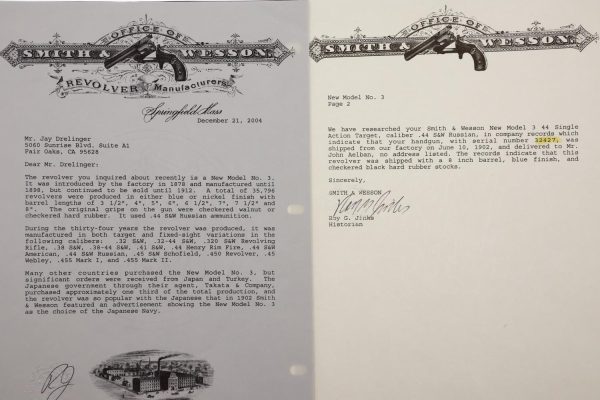 OFFICE OF
SMITH & WESSON.
REVOLVER Manufacturers
Springfield, Mass
December 21, 2004
Mr. Jay Drelinger
5060 Sunrise Blvd. Suite A1
Fair Oaks, CA 95628
Dear Mr. Drelinger:
The revolver you inquired about recently is a New Model No. 3.
It was introduced by the factory in 1878 and manufactured until
1898, but continued to be sold until 1912. A total of 35,796
revolvers were produced in either blue or nickel finish with
barrel lengths of 3 1/2", 4", 5", 6", 6 1/2", 7", 7 1/2" and
8". The original grips on the gun were checkered walnut or
checkered hard rubber. It used .44 S&W Russian ammunition.
During the thirty-four years the revolver was produced, it was
manufactured in both target and fixed-sight variations in
the following calibers: .32 S&W, .32-44 S&W, .320 S&W Revolving
Rifle, .38 S&W, .38-44 S&W, .41 S&W, .44 Henry Rim Fire, .44 S&W
American, .44 S&W Russian, .45 S&W Schofield, .450 Revolver, .45
Webley, .455 Mark I, and .455 Mark II.
Many other countries purchased the New Model No. 3, but
significant orders were received from Japan and Turkey. The
Japanese government through their agent, Takata & Company,
purchased approximately one third of the total production, and
the revolver was so popular with the Japanese that in 1902 Smith
& Wesson featured an advertisement showing the New Model No. 3
as the choice of the Japanese Navy.
OFFICE OF
SMITH & WESSON.
New Model No. 3
Page 2
We have researched your Smith & Wesson New Model 3 44 Single
Action Target, caliber .44 S&W Russian, in company records which
indicate that your handgun, with serial number 32427, was
shipped from our factory on June 10, 1902, and delivered to Mr.
John Aelban, no address listed. The records indicate that this
revolver was shipped with a 8 inch barrel, blue finish, and
checkered black hard rubber stocks.
Sincerely,
SMITH & WESSON
Roy G. Jinks
Historian